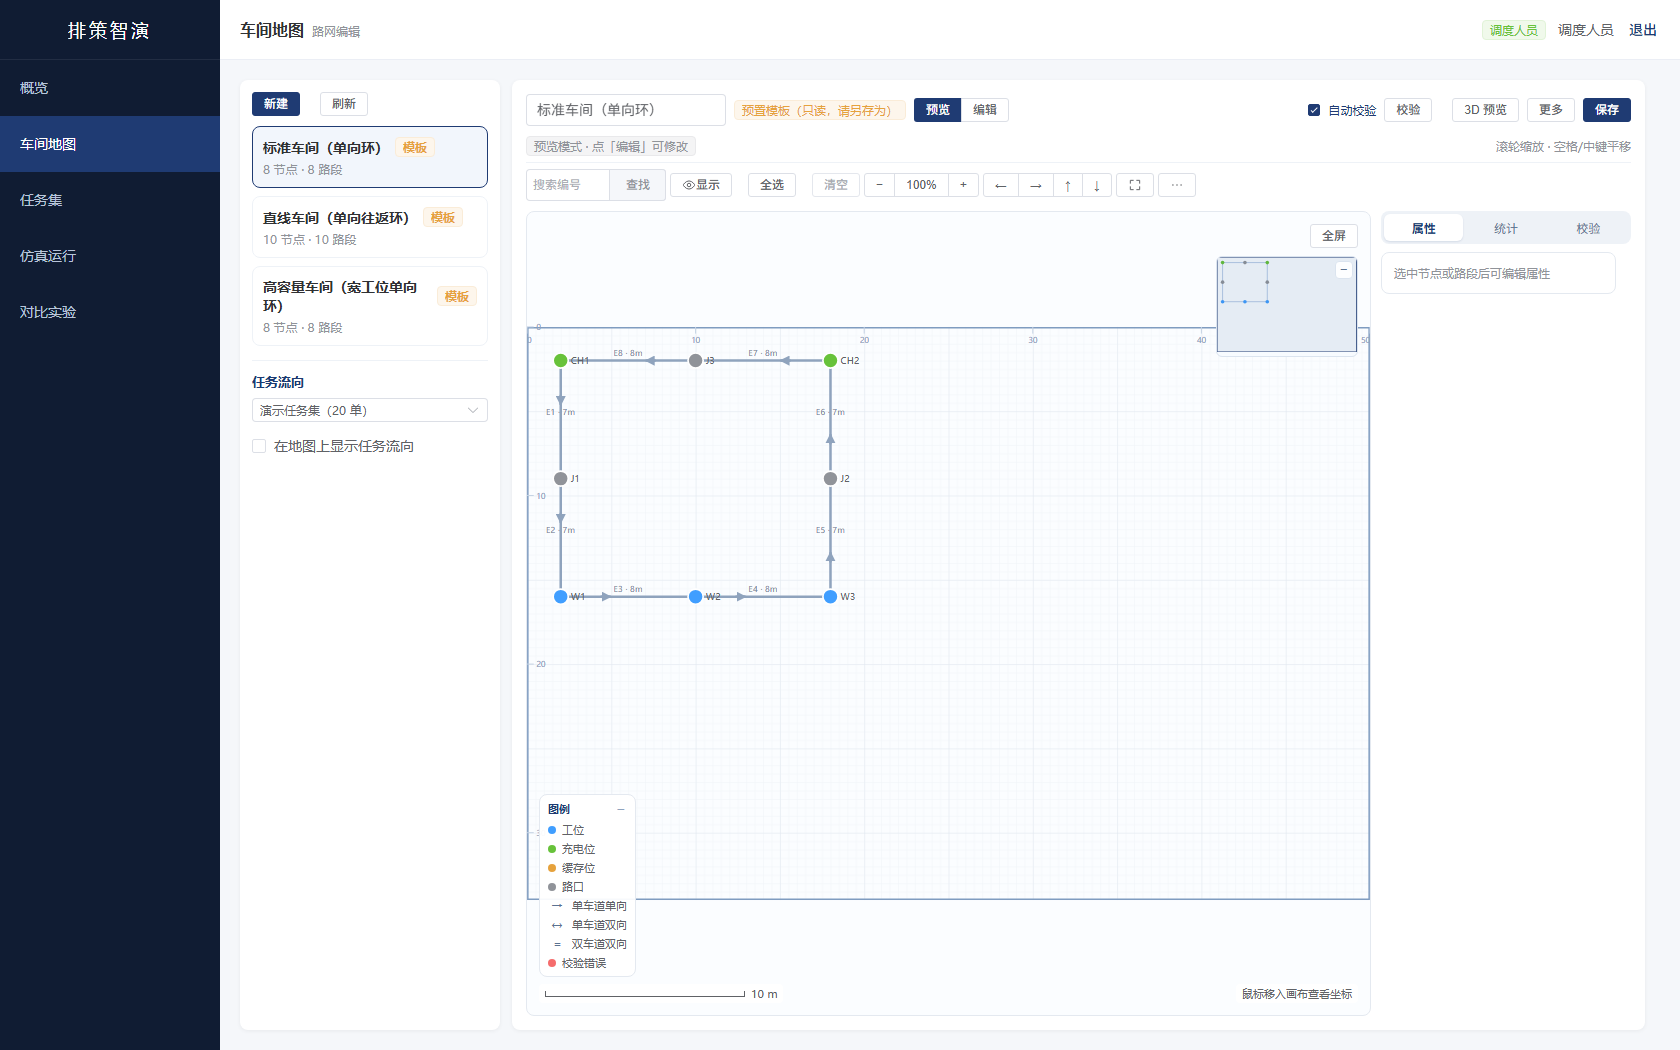 排策智演
概览
车间地图
任务集
仿真运行
对比实验
车间地图 路网编辑
调度人员 调度人员 退出
新建 刷新
标准车间（单向环） 模板
8 节点 · 8 路段
直线车间（单向往返环） 模板
10 节点 · 10 路段
高容量车间（宽工位单向环） 模板
8 节点 · 8 路段
任务流向
演示任务集（20 单）
在地图上显示任务流向
标准车间（单向环） 预置模板（只读，请另存为） 预览 编辑
自动校验 校验 3D 预览 更多 保存
预览模式 · 点「编辑」可修改
滚轮缩放 · 空格/中键平移
搜索编号 查找 显示 全选 清空 − 100% + ← → ↑ ↓ ···
全屏
−
0
0 10 20 30 40 50
CH1 E8 · 8m J3 E7 · 8m CH2
E1 · 7m E6 · 7m
J1 J2
10
E2 · 7m E5 · 7m
W1 E3 · 8m W2 E4 · 8m W3
20
图例 −
工位
充电位
缓存位
路口
→ 单车道单向
↔ 单车道双向
= 双车道双向
校验错误
10 m
鼠标移入画布查看坐标
属性 统计 校验
选中节点或路段后可编辑属性